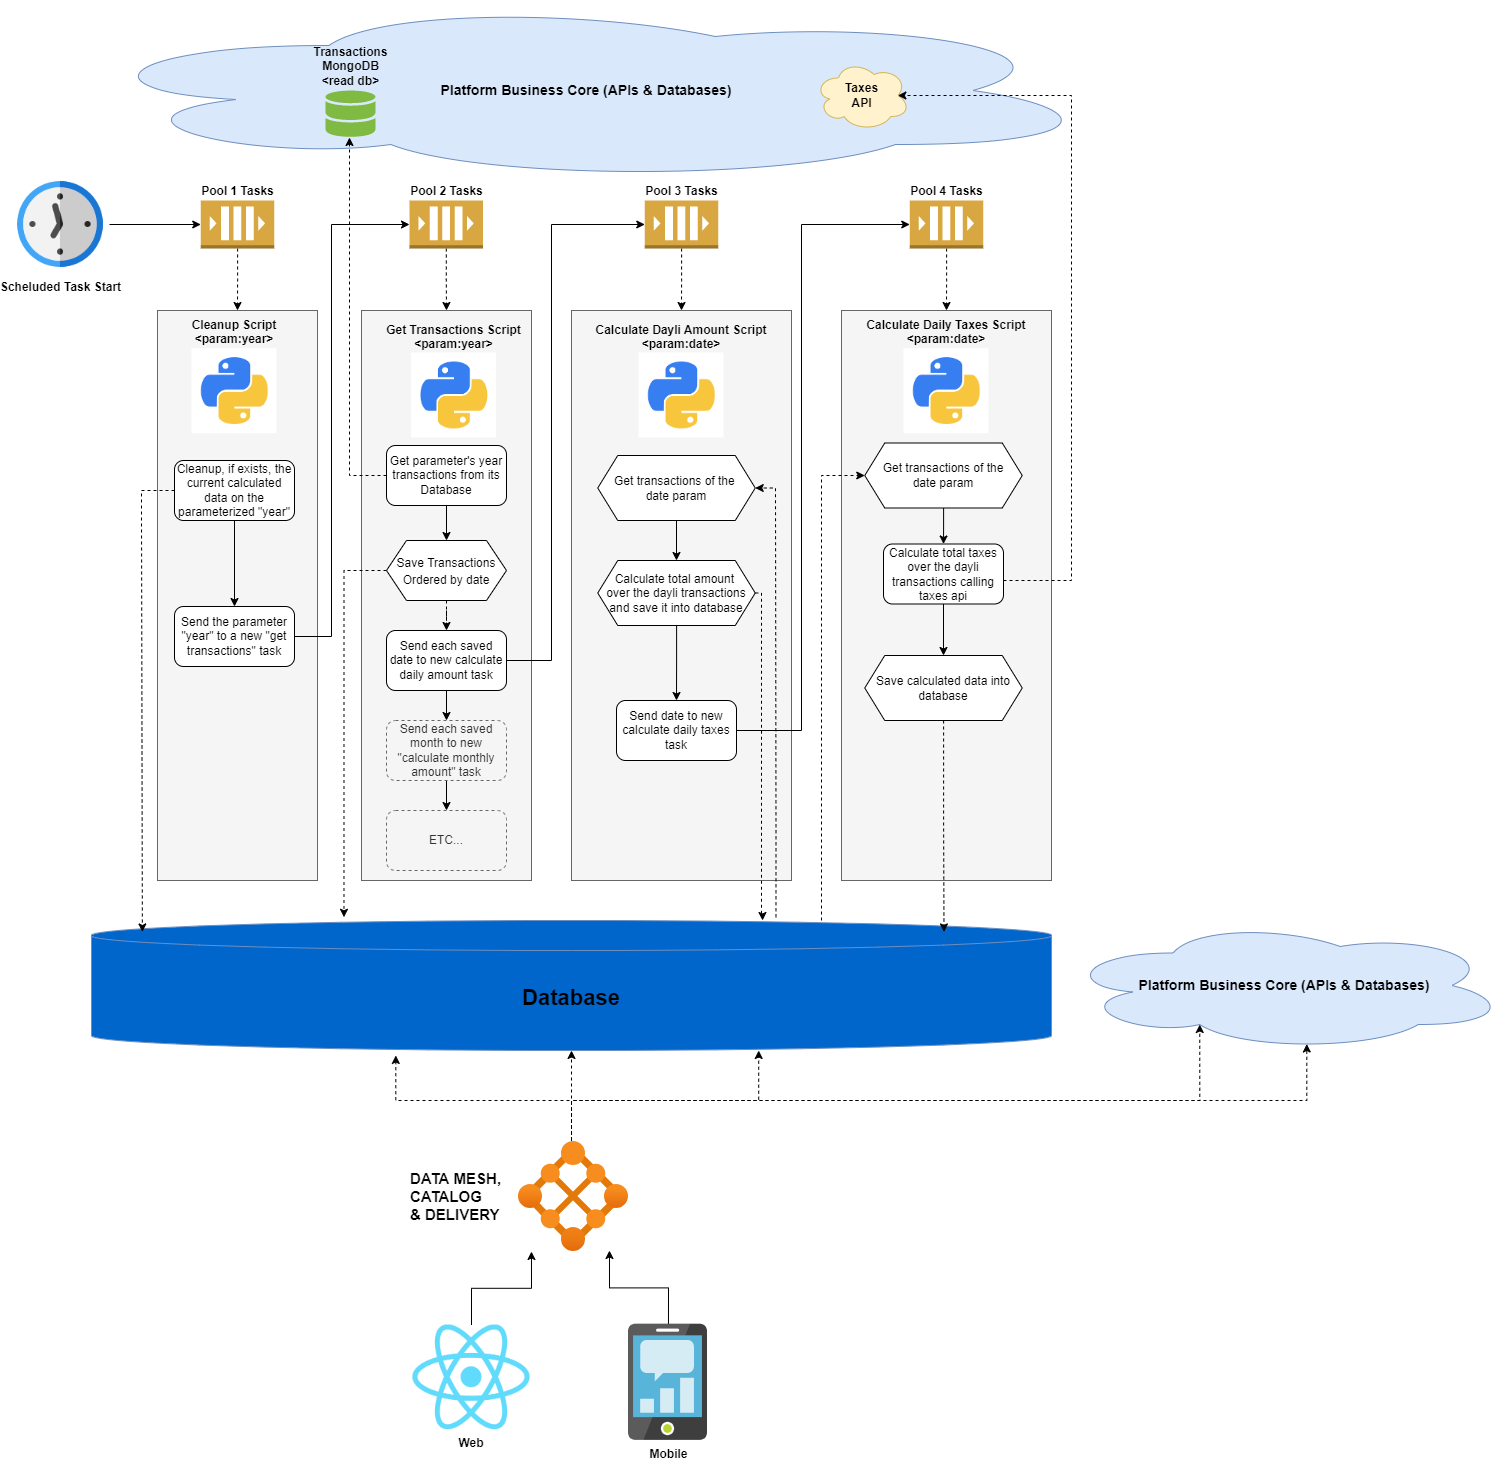 Transactions
MongoDB
<read db>
Platform Business Core (APIs & Databases)
Taxes
API
Pool 1 Tasks
Pool 2 Tasks
Pool 3 Tasks
Pool 4 Tasks
Scheluded Task Start
Cleanup Script
<param:year>
Cleanup, if exists, the
current calculated
data on the
parameterized "year"
Send the parameter
"year" to a new "get
transactions" task
Get Transactions Script
<param:year>
Get parameter's year
transactions from its
Database
Save Transactions
Ordered by date
Send each saved
date to new calculate
daily amount task
Send each saved
month to new
"calculate monthly
amount" task
ETC...
Calculate Dayli Amount Script
<param:date>
Get transactions of the
date param
Calculate total amount
over the dayli transactions
and save it into database
Send date to new
calculate daily taxes
task
Calculate Daily Taxes Script
<param:date>
Get transactions of the
date param
Calculate total taxes
over the dayli
transactions calling
taxes api
Save calculated data into
database
Database
Platform Business Core (APIs & Databases)
DATA MESH,
CATALOG
& DELIVERY
Web
Mobile